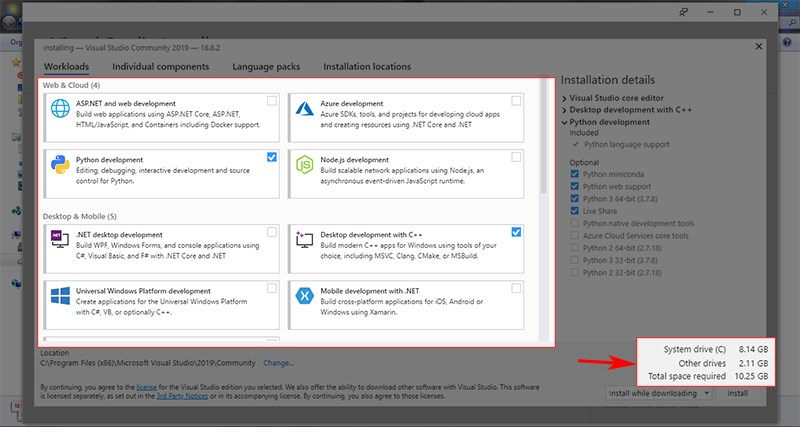 Orga
Installing — Visual Studio Community 2019 — 16.8.2
Workloads
Individual components
Language packs
Installation locations
Web & Cloud (4)
ASP.NET and web development
Build web applications using ASP.NET Core, ASP.NET,
HTML/JavaScript, and Containers including Docker support.
Azure development
Azure SDKs, tools, and projects for developing cloud apps
and creating resources using .NET Core and .NET
Python development
Editing, debugging, interactive development and source
control for Python.
Node.js development
Build scalable network applications using Node.js, an
asynchronous event-driven JavaScript runtime.
Desktop & Mobile (5)
.NET desktop development
Build WPF, Windows Forms, and console applications using
C#, Visual Basic, and F# with .NET Core and .NET
Desktop development with C++
Build modern C++ apps for Windows using tools of your
choice, including MSVC, Clang, CMake, or MSBuild.
Universal Windows Platform development
Create applications for the Universal Windows Platform
with C#, VB, or optionally C++.
Mobile development with .NET
Build cross-platform applications for iOS, Android or
Windows using Xamarin.
Installation details
Visual Studio core editor
Desktop development with C++
Python development
Included
Python language support
Optional
Python miniconda
Python web support
Python 3 64-bit (3.7.8)
Live Share
Python native development tools
Azure Cloud Services core tools
Python 2 64-bit (2.7.18)
Python 3 32-bit (3.7.8)
Python 2 32-bit (2.7.18)
Location
C:\Program Files (x86)\Microsoft Visual Studio\2019\Community
Change...
By continuing, you agree to the license for the Visual Studio edition you selected. We also offer the ability to download other software with Visual Studio. This software
is licensed separately, as set out in the 3rd Party Notices or in its accompanying license. By continuing, you also agree to those licenses.
System drive (C) 8.14 GB
Other drives 2.11 GB
Total space required 10.25 GB
Install while downloading
Install